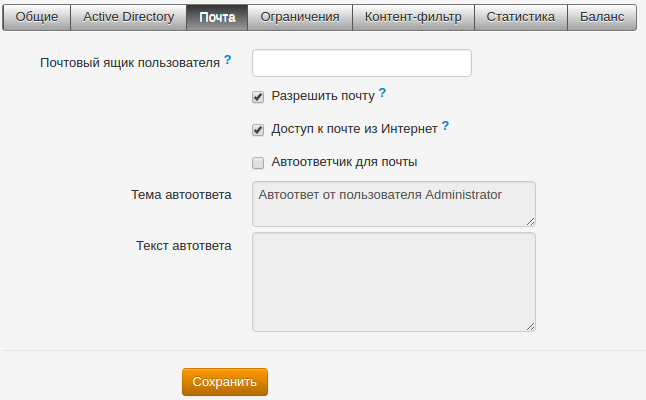 Общие Active Directory Почта Ограничения Контент-фильтр Статистика Баланс
Почтовый ящик пользователя ?
Разрешить почту ?
Доступ к почте из Интернет ?
Автоответчик для почты
Тема автоответа Автоответ от пользователя Administrator
Текст автоответа
Сохранить